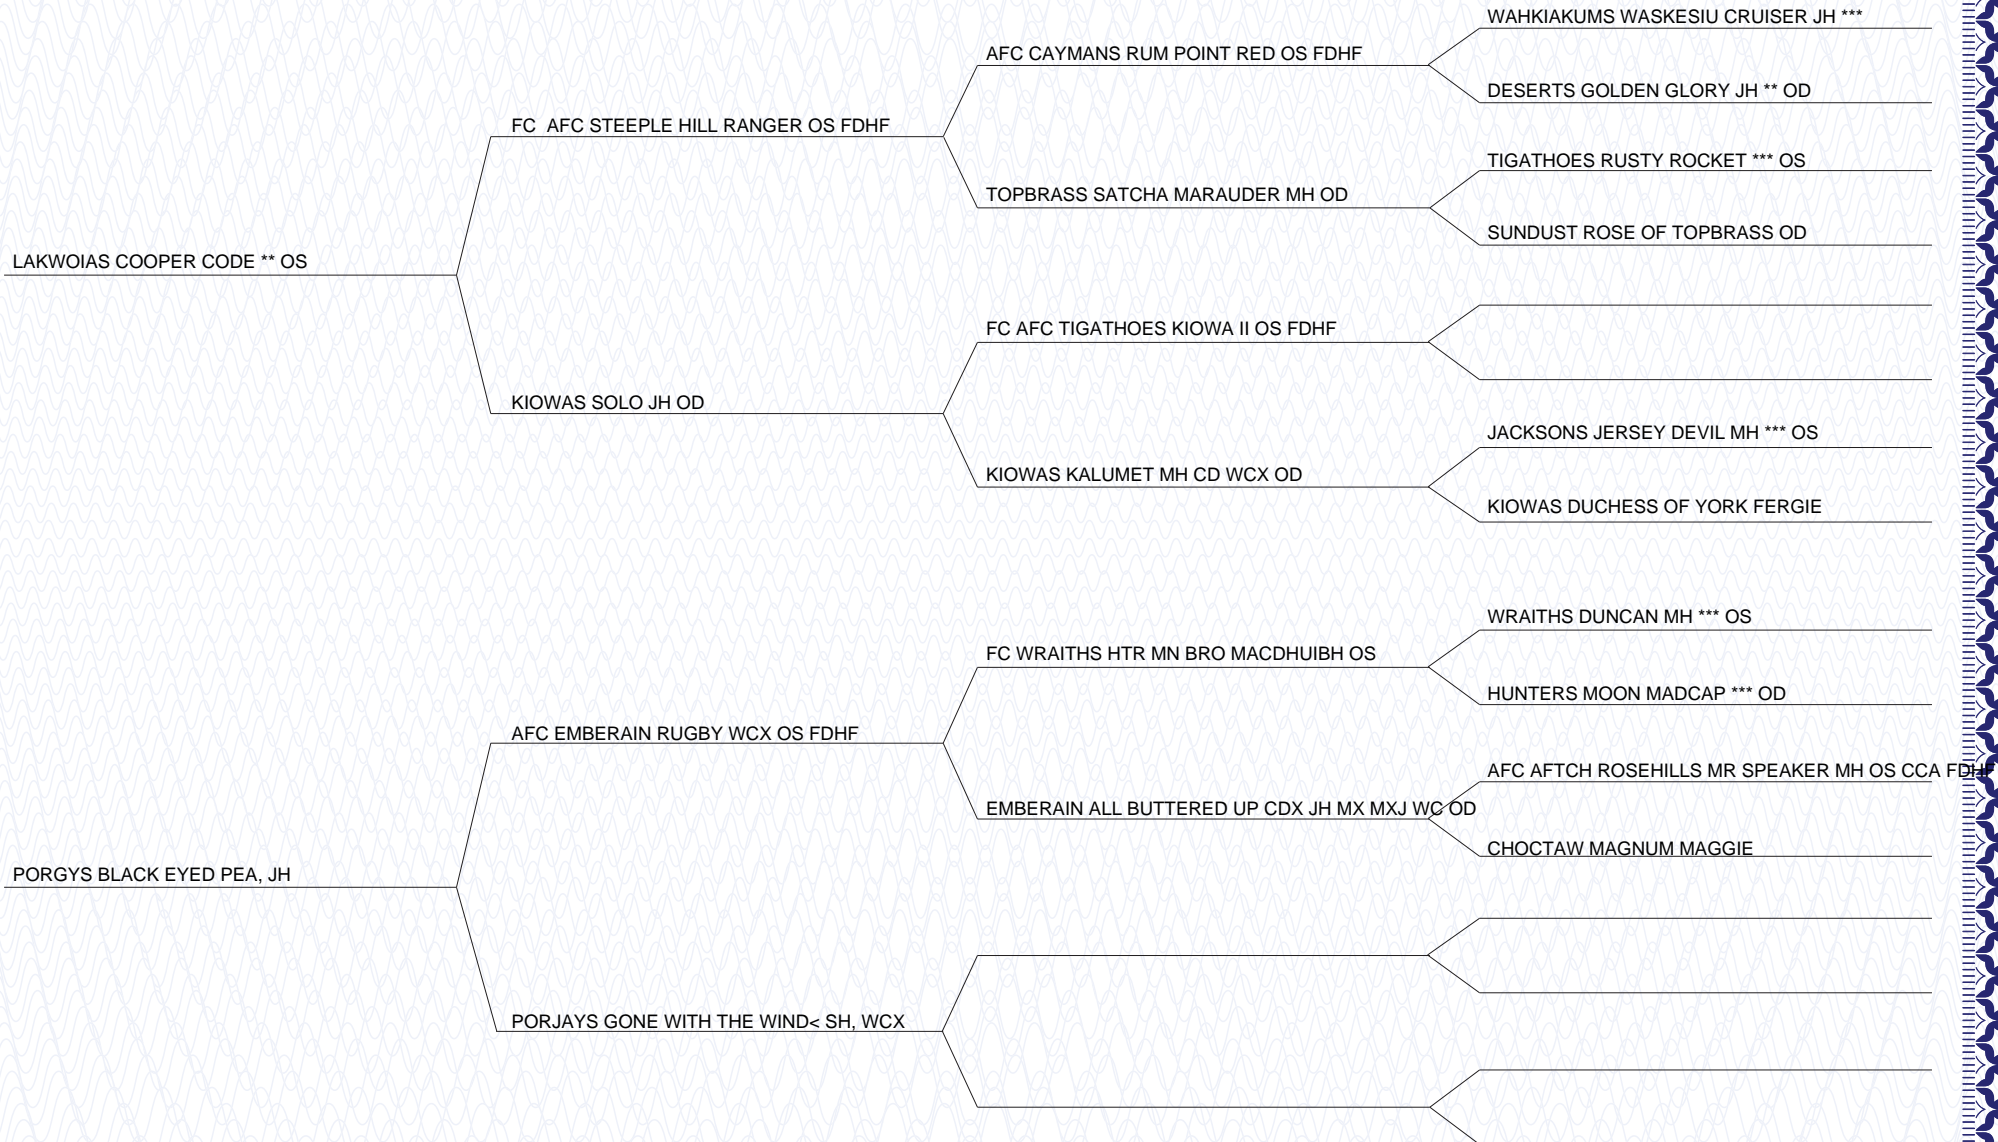 WAHKIAKUMS WASKESIU CRUISER JH ***
AFC CAYMANS RUM POINT RED OS FDHF
DESERTS GOLDEN GLORY JH ** OD
FC  AFC STEEPLE HILL RANGER OS FDHF
TIGATHOES RUSTY ROCKET *** OS
TOPBRASS SATCHA MARAUDER MH OD
SUNDUST ROSE OF TOPBRASS OD
LAKWOIAS COOPER CODE ** OS
FC AFC TIGATHOES KIOWA II OS FDHF
KIOWAS SOLO JH OD
JACKSONS JERSEY DEVIL MH *** OS
KIOWAS KALUMET MH CD WCX OD
KIOWAS DUCHESS OF YORK FERGIE
WRAITHS DUNCAN MH *** OS
FC WRAITHS HTR MN BRO MACDHUIBH OS
HUNTERS MOON MADCAP *** OD
AFC EMBERAIN RUGBY WCX OS FDHF
AFC AFTCH ROSEHILLS MR SPEAKER MH OS CCA FDHF
EMBERAIN ALL BUTTERED UP CDX JH MX MXJ WC OD
CHOCTAW MAGNUM MAGGIE
PORGYS BLACK EYED PEA, JH
PORJAYS GONE WITH THE WIND< SH, WCX